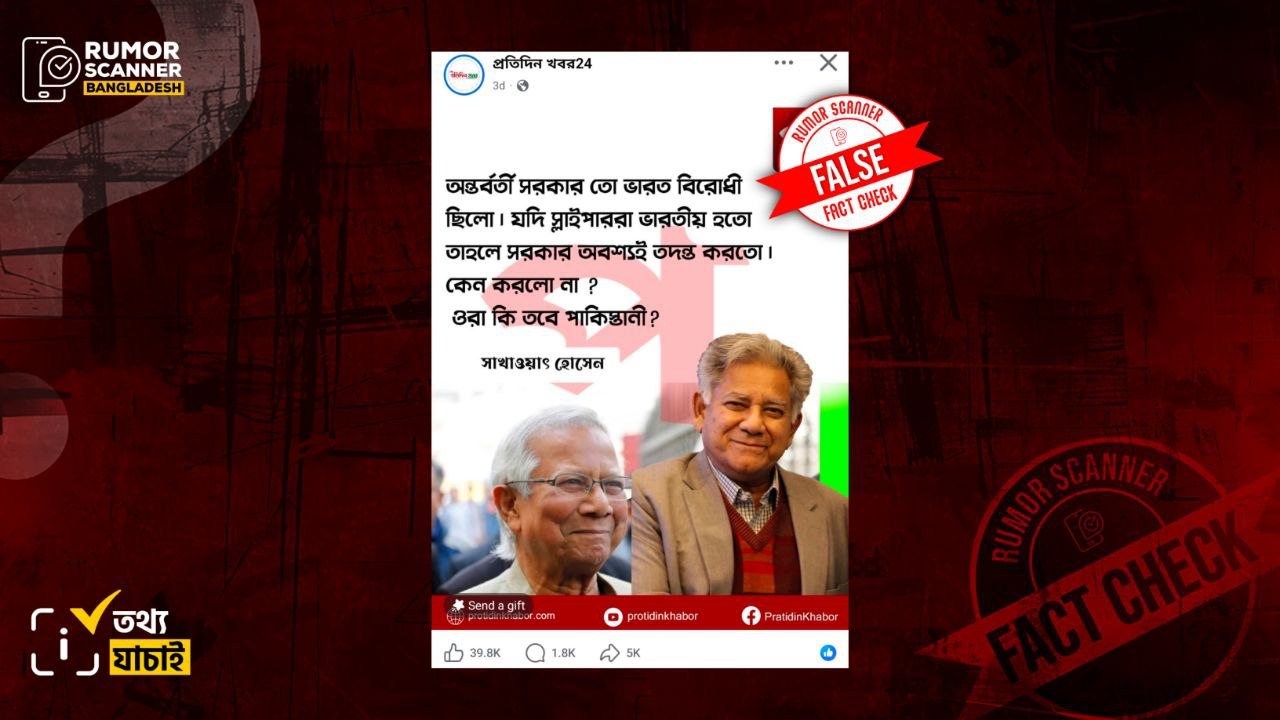 RUMOR
SCANNER
BANGLADESH
প্রতিদিন খবর24
3d
RUMOR SCANNER
FALSE
FACT CHECK
অন্তর্বর্তী সরকার তো ভারত বিরোধী
ছিলো। যদি স্লাইপাররা ভারতীয় হতো
তাহলে সরকার অবশ্যই তদন্ত করতো।
কেন করলো না ?
ওরা কি তবে পাকিস্তানী?
সাখাওয়াৎ হোসেন
Send a gift
protidinkhabor.com
protidinkhabor
PratidinKhabor
39.8K
1.8K
5K
তথ্য
যাচাই
RUMOR SCANNER
FACT CHECK